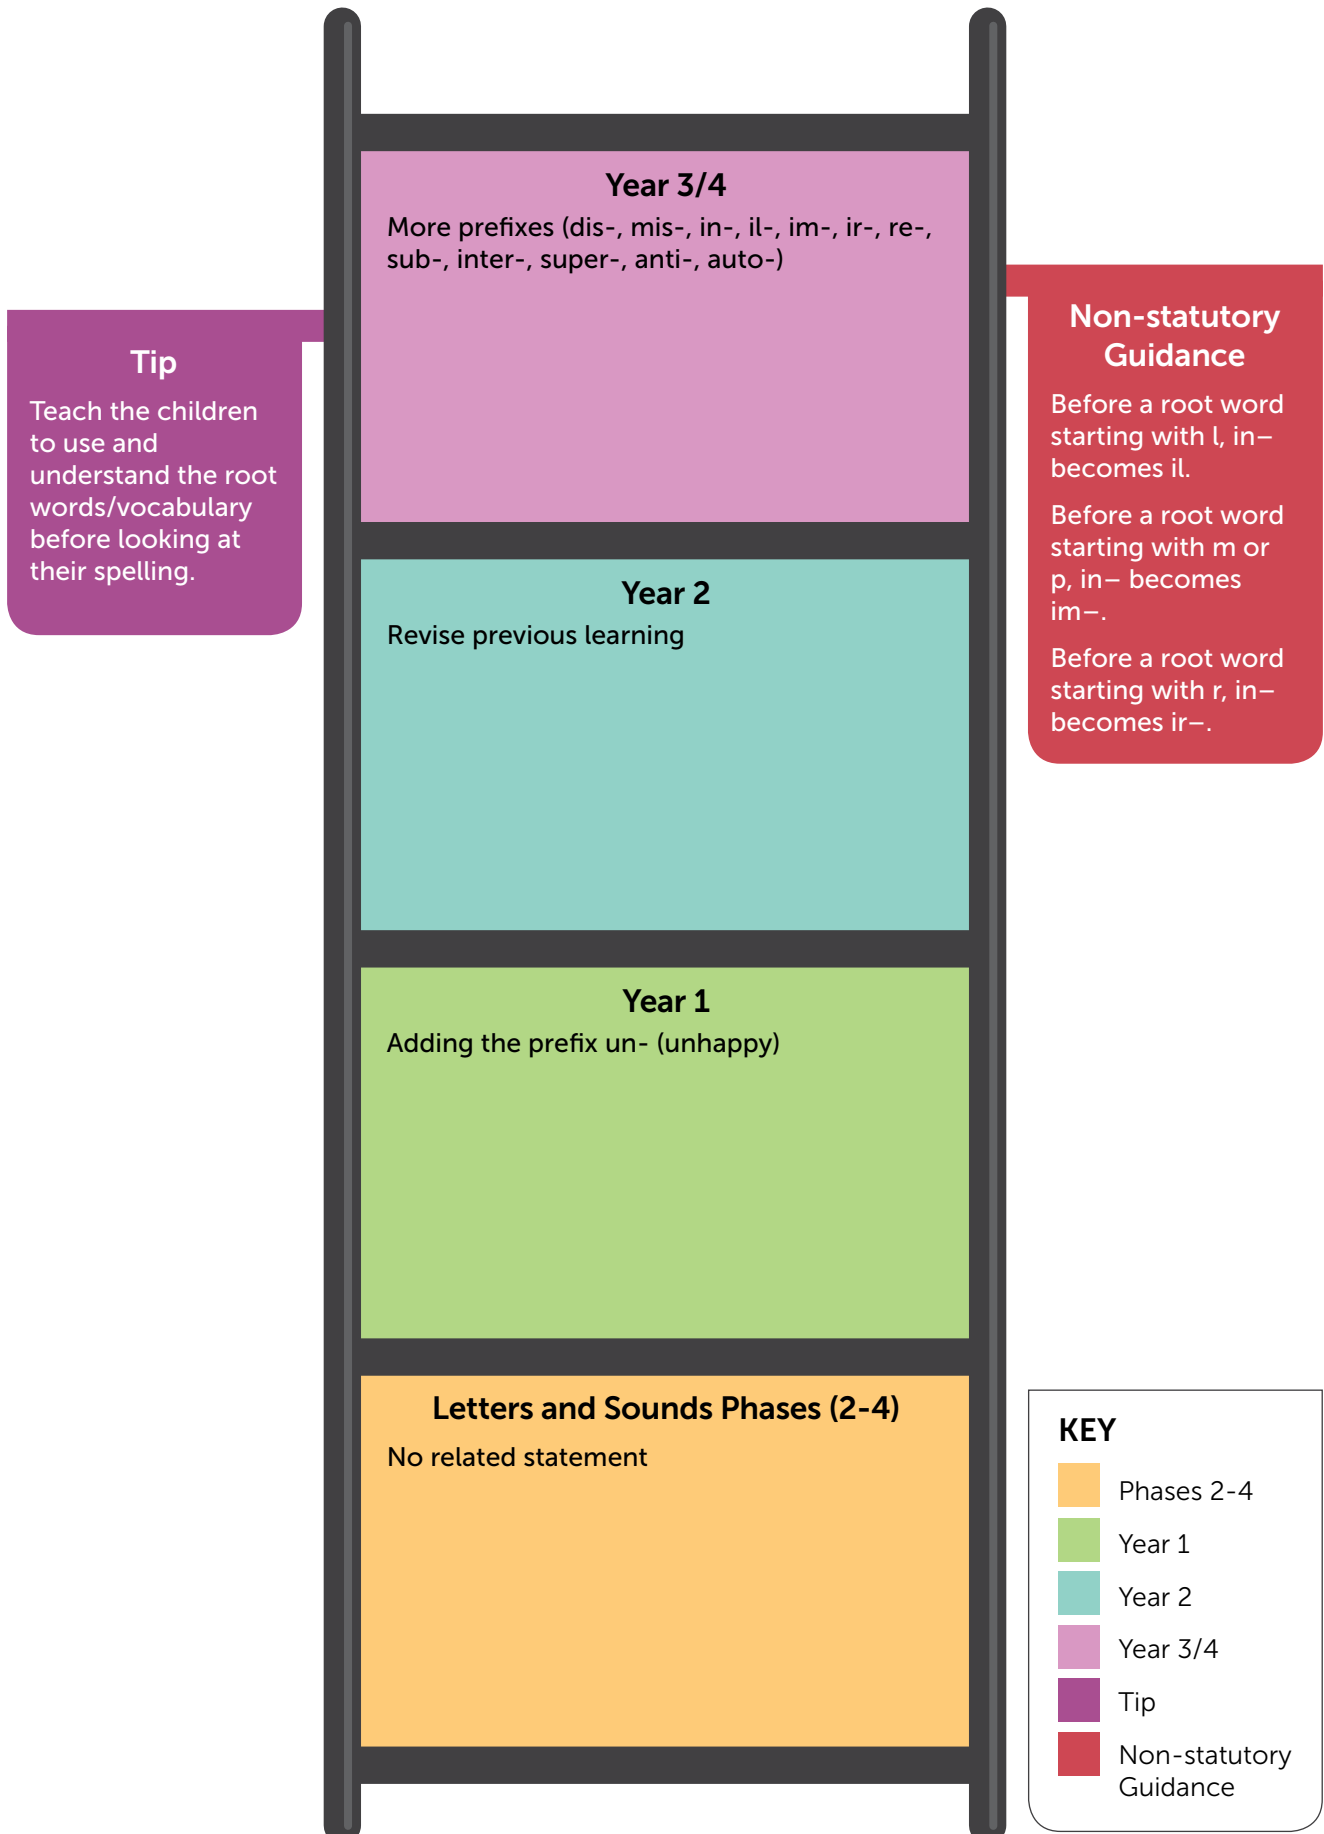 Year 3/4
More prefixes (dis-, mis-, in-, il-, im-, ir-, re-,
sub-, inter-, super-, anti-, auto-)
Tip
Teach the children
to use and
understand the root
words/vocabulary
before looking at
their spelling.
Non-statutory
Guidance
Before a root word
starting with l, in–
becomes il.
Before a root word
starting with m or
p, in– becomes
im–.
Before a root word
starting with r, in–
becomes ir–.
Year 2
Revise previous learning
Year 1
Adding the prefix un- (unhappy)
Letters and Sounds Phases (2-4)
No related statement
KEY
Phases 2-4
Year 1
Year 2
Year 3/4
Tip
Non-statutory
Guidance